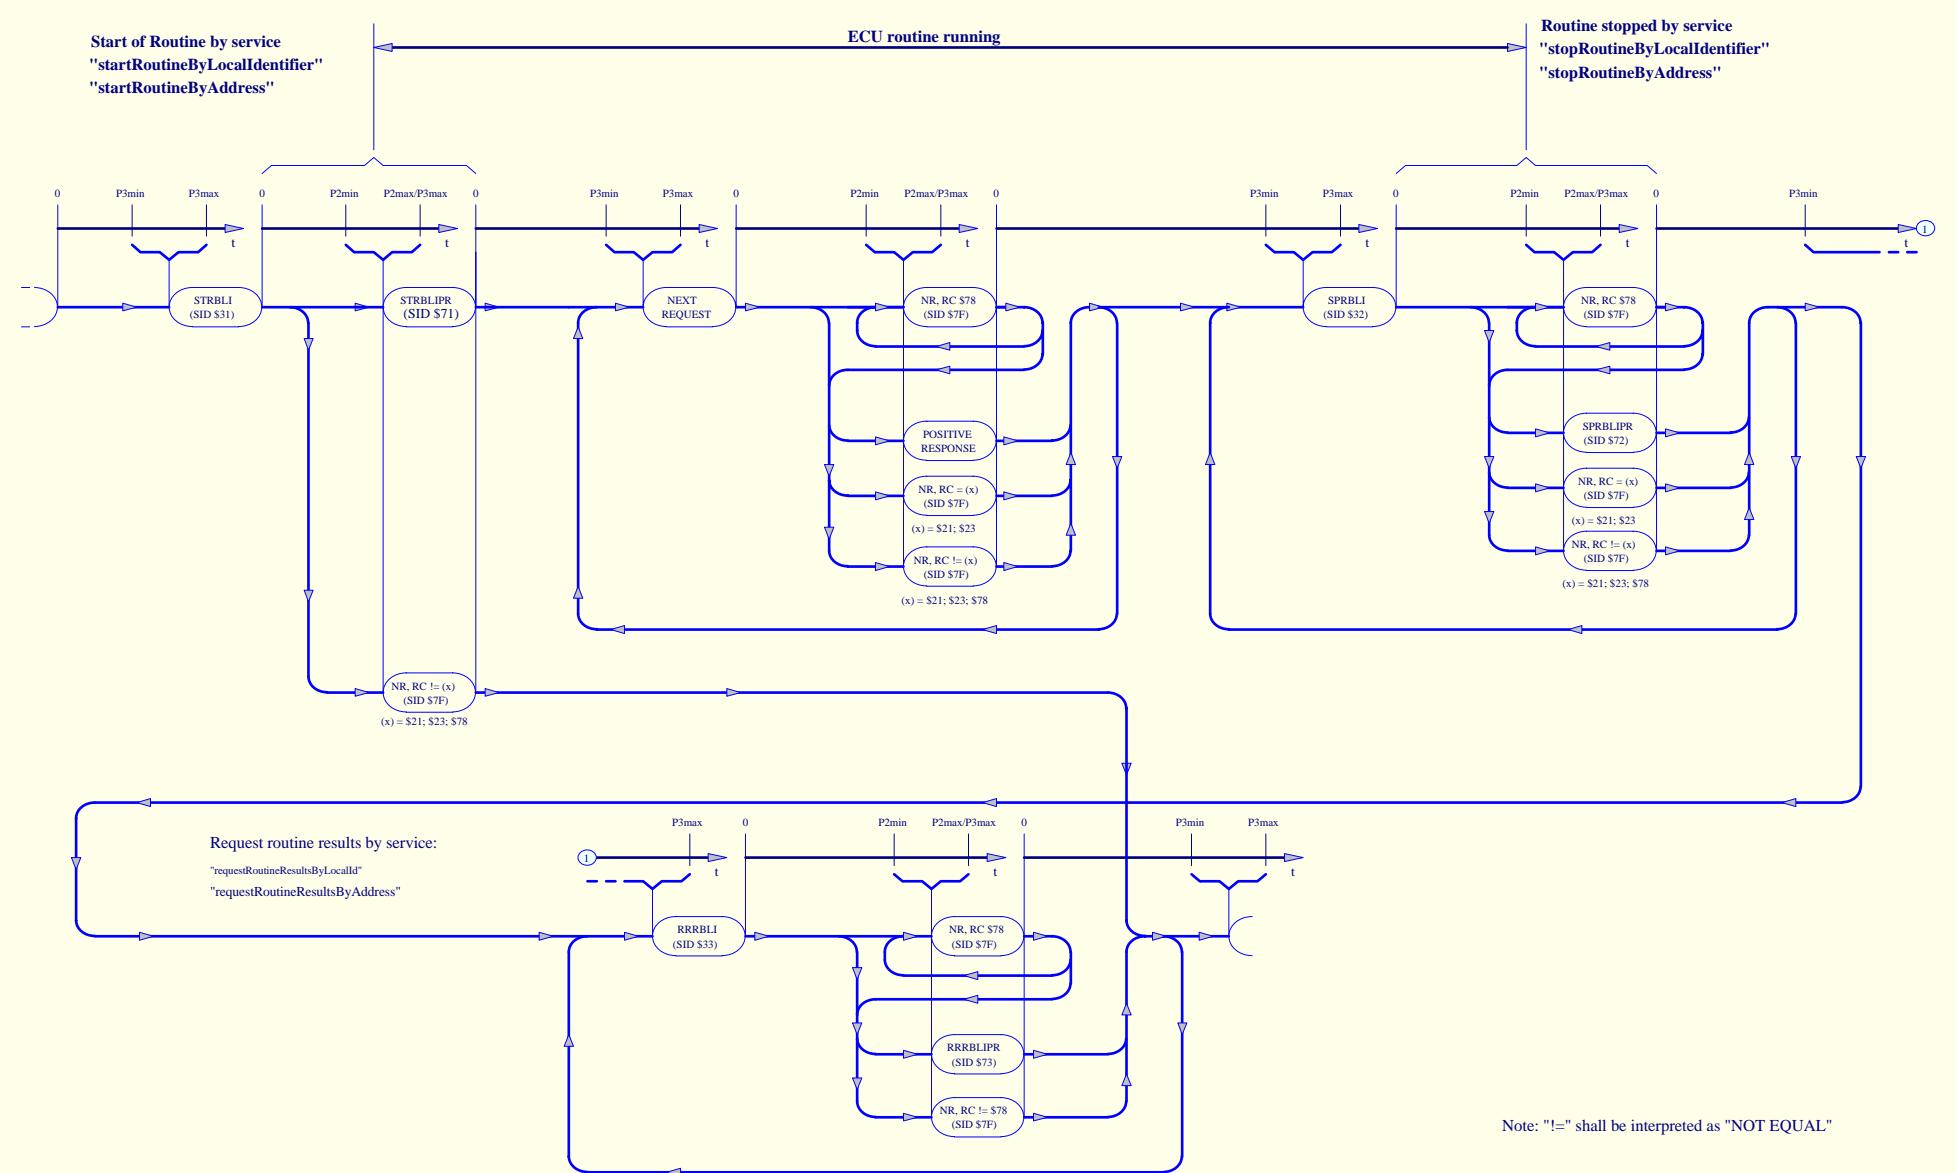 Start of Routine by service
"startRoutineByLocalIdentifier"
"startRoutineByAddress"
ECU routine running
Routine stopped by service
"stopRoutineByLocalIdentifier"
"stopRoutineByAddress"
0 P3min P3max 0 P2min P2max/P3max 0 P3min P3max 0 P2min P2max/P3max 0 P3min P3max 0 P2min P2max/P3max 0 P3min
1
t t t t t t t
STRBLI
(SID $31)
STRBLIPR
(SID $71)
NEXT
REQUEST
NR, RC $78
(SID $7F)
SPRBLI
(SID $32)
NR, RC $78
(SID $7F)
POSITIVE
RESPONSE
NR, RC = (x)
(SID $7F)
(x) = $21; $23
NR, RC != (x)
(SID $7F)
(x) = $21; $23; $78
SPRBLIPR
(SID $72)
NR, RC = (x)
(SID $7F)
(x) = $21; $23
NR, RC != (x)
(SID $7F)
(x) = $21; $23; $78
NR, RC != (x)
(SID $7F)
(x) = $21; $23; $78
Request routine results by service:
"requestRoutineResultsByLocalId"
"requestRoutineResultsByAddress"
P3max 0 P2min P2max/P3max 0 P3min P3max
1
t t t
RRRBLI
(SID $33)
NR, RC $78
(SID $7F)
RRRBLIPR
(SID $73)
NR, RC != $78
(SID $7F)
Note: "!=" shall be interpreted as "NOT EQUAL"